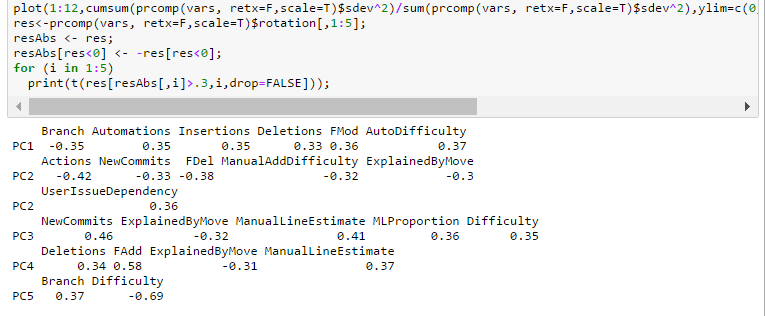 plot(1:12,cumsum(prcomp(vars, retx=F,scale=T)$sdev^2)/sum(prcomp(vars, retx=F,scale=T)$sdev^2),ylim=c(0,
res<-prcomp(vars, retx=F,scale=T)$rotation[,1:5];
resAbs <- res;
resAbs[res<0] <- -res[res<0];
for (i in 1:5)
  print(t(res[resAbs[,i]>.3,i,drop=FALSE]));
    Branch Automations Insertions Deletions FMod AutoDifficulty
PC1  -0.35        0.35       0.35      0.33 0.36           0.37
    Actions NewCommits  FDel ManualAddDifficulty ExplainedByMove
PC2   -0.42      -0.33 -0.38               -0.32            -0.3
    UserIssueDependency
PC2                0.36
    NewCommits ExplainedByMove ManualLineEstimate MLProportion Difficulty
PC3       0.46           -0.32               0.41         0.36       0.35
    Deletions FAdd ExplainedByMove ManualLineEstimate
PC4      0.34 0.58           -0.31               0.37
    Branch Difficulty
PC5   0.37      -0.69